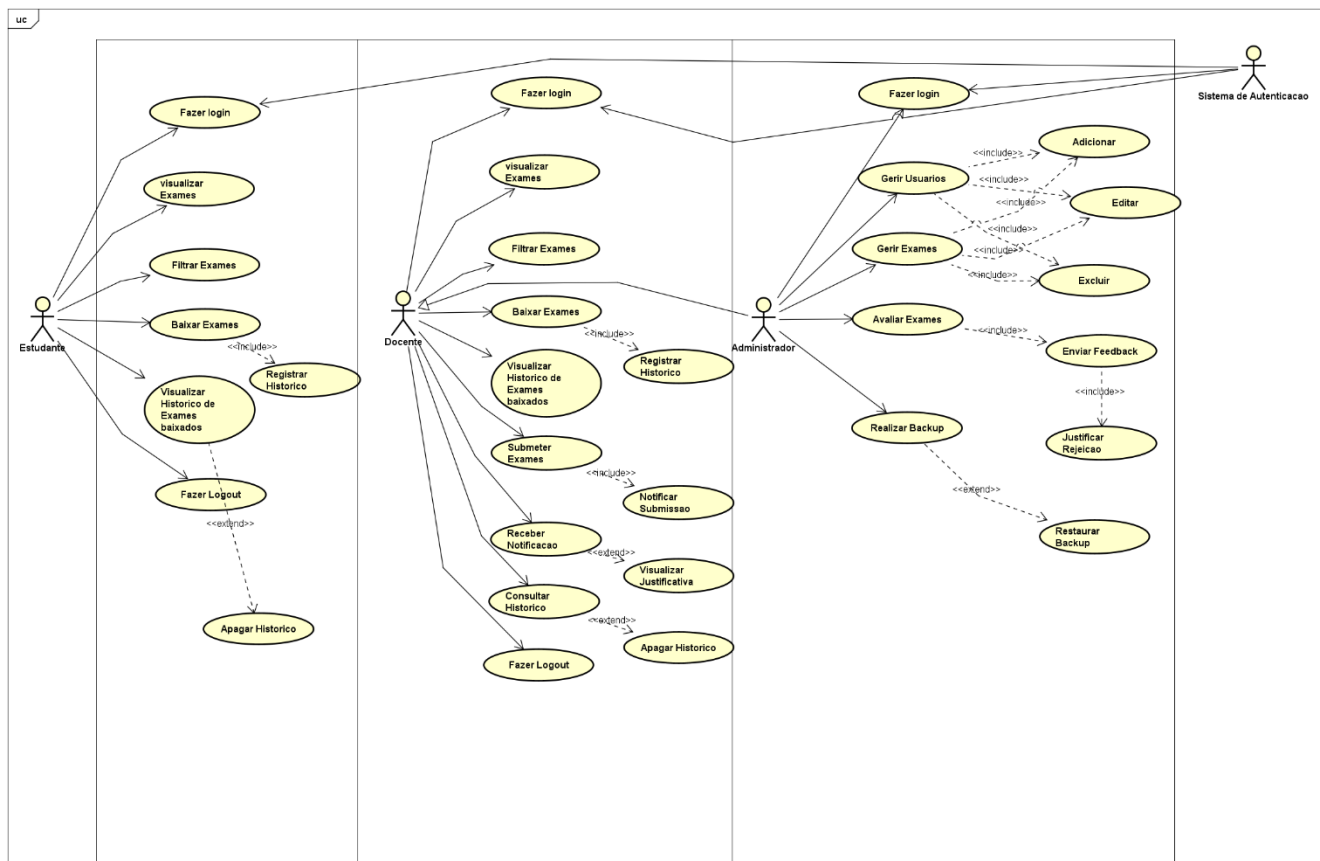 uc
Fazer login
visualizar
Exames
Filtrar Exames
Baixar Exames
<<include>>
Registrar
Historico
Visualizar
Historico de
Exames
baixados
Fazer Logout
<<extend>>
Apagar Historico
Estudante
Fazer login
visualizar
Exames
Filtrar Exames
Baixar Exames
<<include>>
Registrar
Historico
Visualizar
Historico de
Exames
baixados
Submeter
Exames
<<include>>
Notificar
Submissao
Receber
Notificacao
<<extend>>
Visualizar
Justificativa
Consultar
Historico
<<extend>>
Apagar Historico
Fazer Logout
Docente
Fazer login
Gerir Usuarios
<<include>>
Adicionar
<<include>>
<<include>>
Editar
Gerir Exames
<<include>>
<<include>>
<<include>>
Excluir
Avaliar Exames
<<include>>
Enviar Feedback
<<include>>
Justificar
Rejeicao
Realizar Backup
<<extend>>
Restaurar
Backup
Administrador
Sistema de Autenticacao